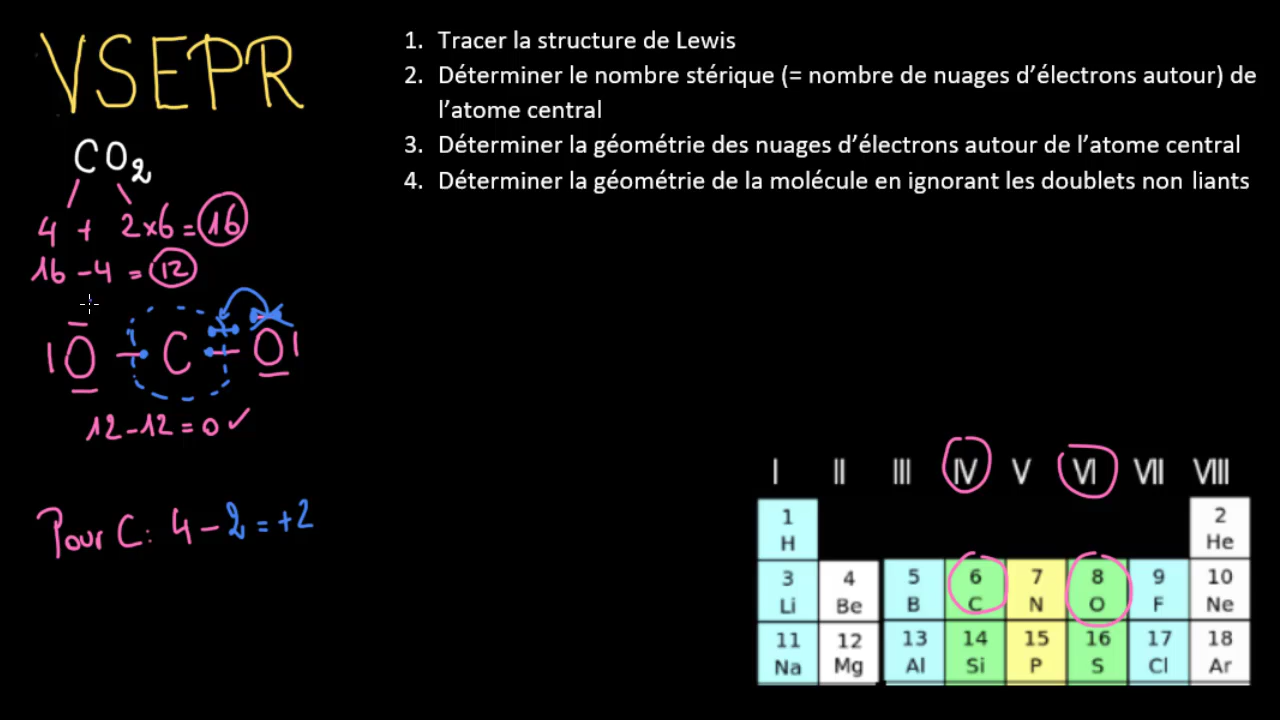 VSEPR
1. Tracer la structure de Lewis
2. Déterminer le nombre stérique (= nombre de nuages d’électrons autour) de
l’atome central
3. Déterminer la géométrie des nuages d’électrons autour de l’atome central
4. Déterminer la géométrie de la molécule en ignorant les doublets non liants
CO₂
4 + 2×6 = 16
16 - 4 = 12
|O - C - O|
12 - 12 = 0 ✓
Pour C : 4 - 2 = +2
I II III IV V VI VII VIII
1 2
H He
3 4 5 6 7 8 9 10
Li Be B C N O F Ne
11 12 13 14 15 16 17 18
Na Mg Al Si P S Cl Ar